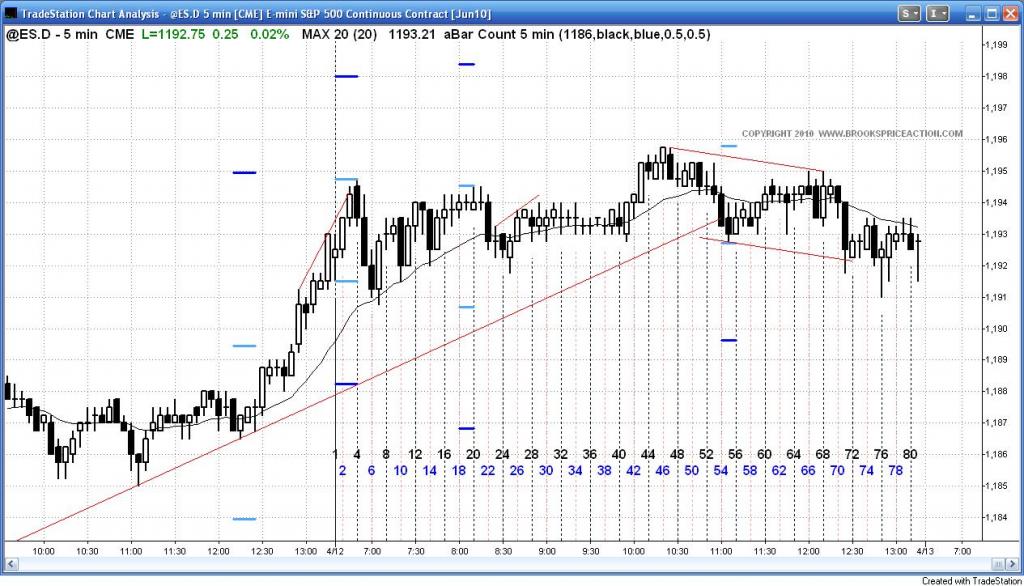 TradeStation Chart Analysis - @ES.D 5 min [CME] E-mini S&P 500 Continuous Contract [Jun10]
S
I
@ES.D - 5 min CME L=1192.75 0.25 0.02% MAX 20 (20) 1193.21 aBar Count 5 min (1186,black,blue,0.5,0.5)
1,199
1,198
1,197
1,196
COPYRIGHT 2010 WWW.BROOKSPRICEACTION.COM
1,195
1,194
1,193
1,192
1,191
1,190
1,189
1,188
1,187
1,186
1,185
1,184
1 4 8 12 16 20 24 28 32 36 40 44 48 52 56 60 64 68 72 76 80
2 6 10 14 18 22 26 30 34 38 42 46 50 54 58 62 66 70 74 78
10:00 10:30 11:00 11:30 12:00 12:30 13:00 4/12 7:00 7:30 8:00 8:30 9:00 9:30 10:00 10:30 11:00 11:30 12:00 12:30 13:00 4/13 7:00
Created with TradeStation